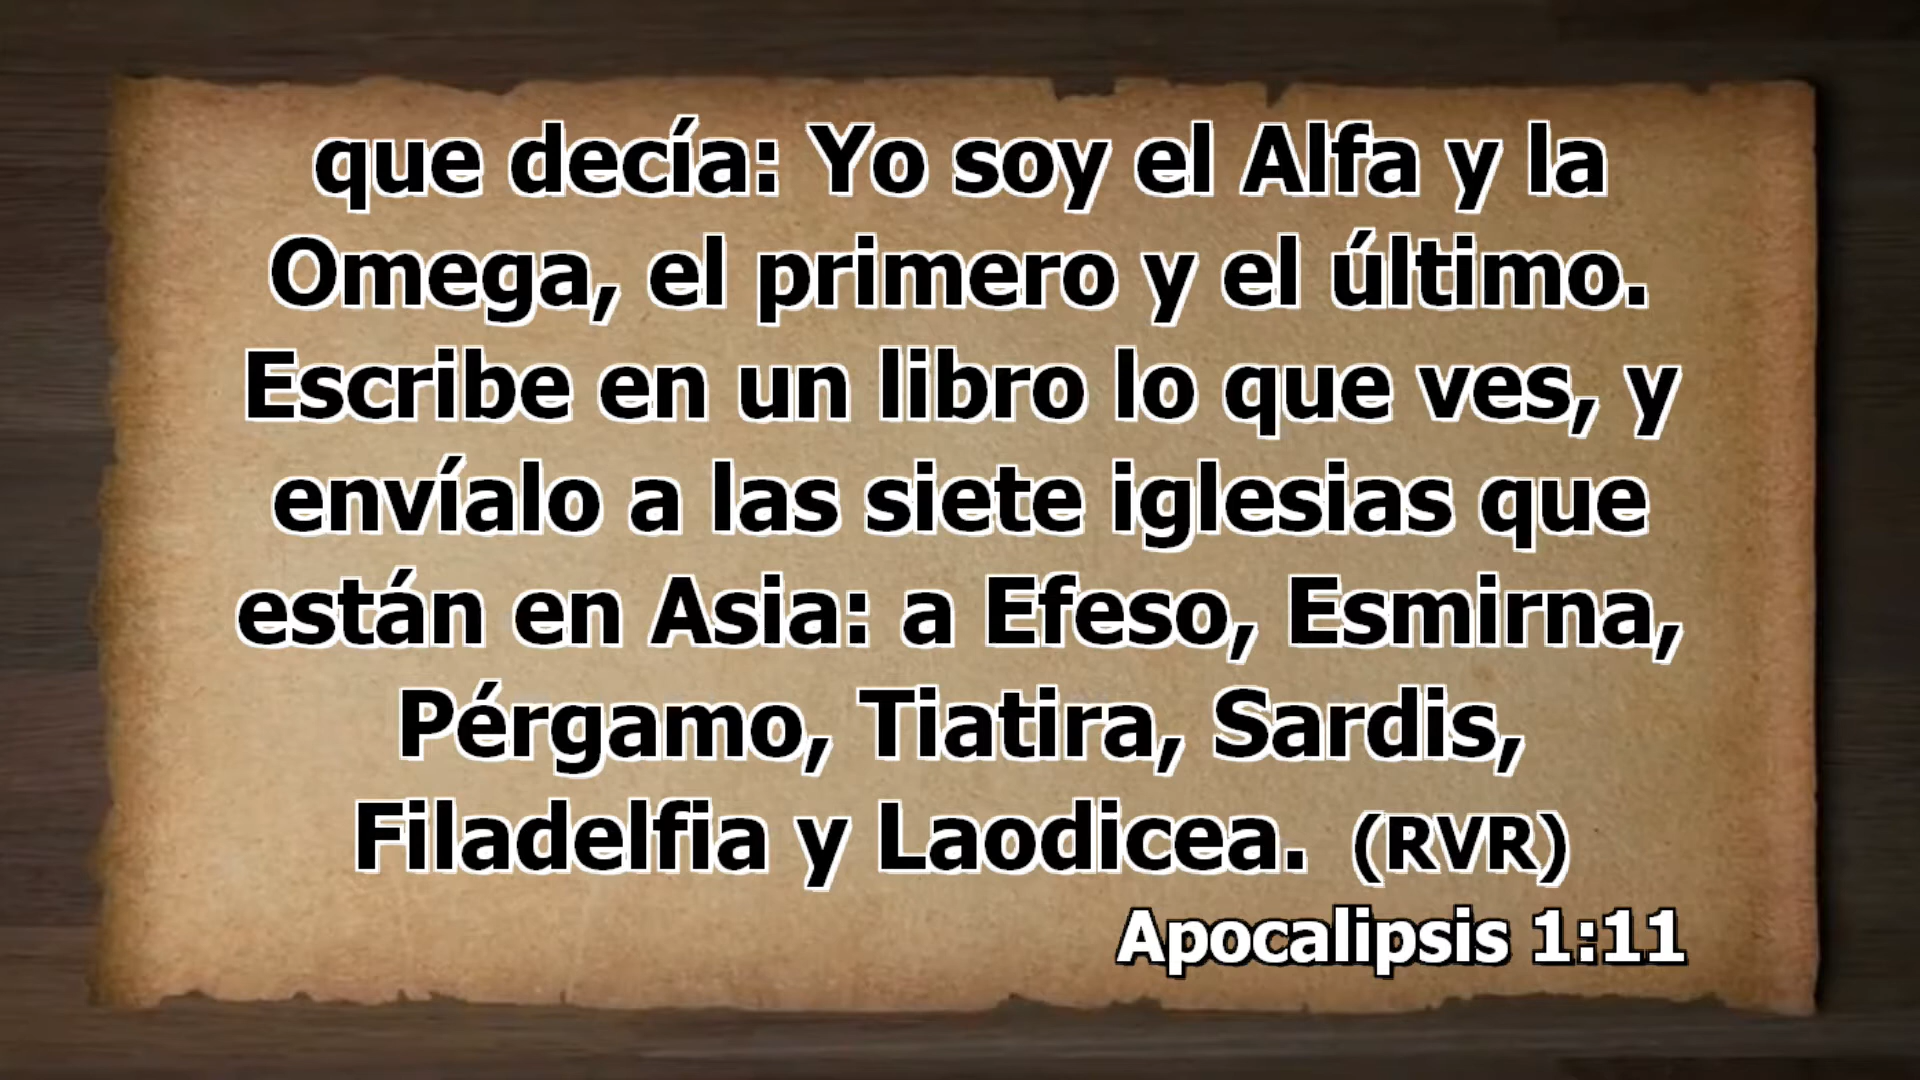 que decía: Yo soy el Alfa y la
Omega, el primero y el último.
Escribe en un libro lo que ves, y
envíalo a las siete iglesias que
están en Asia: a Efeso, Esmirna,
Pérgamo, Tiatira, Sardis,
Filadelfia y Laodicea. (RVR)
Apocalipsis 1:11